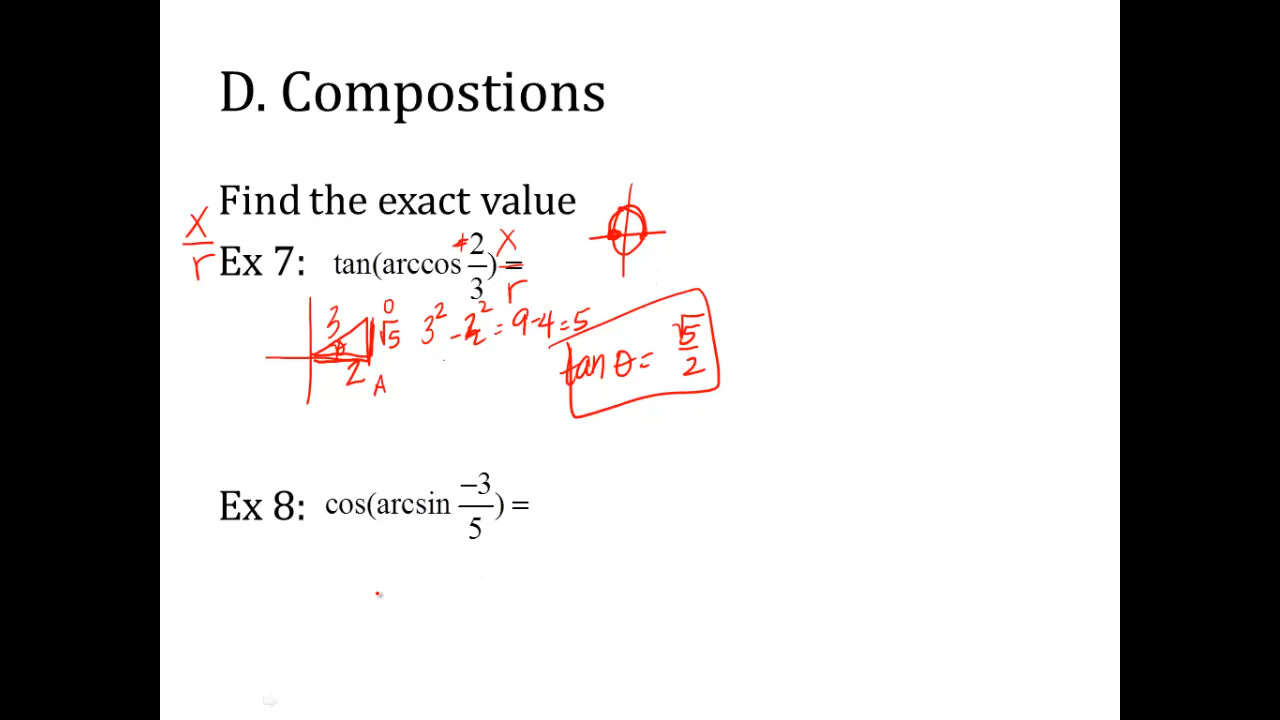 D. Compostions
Find the exact value
x/r
Ex 7: tan(arccos +2/3) =
x/r
3 θ 2 A
O √5
3² - 2² = 9-4=5
tan θ = √5/2
Ex 8: cos(arcsin −3/5) =